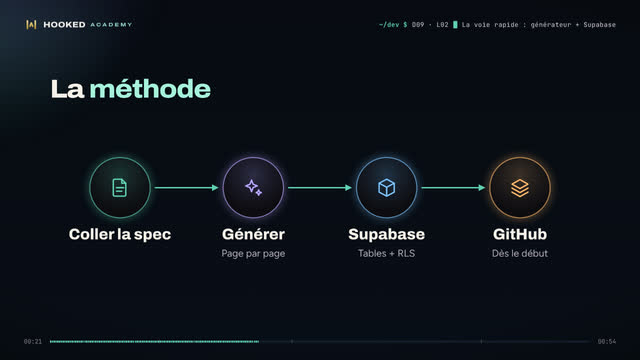 HOOKED ACADEMY
~/dev $ D09 · L02 La voie rapide : générateur + Supabase
La méthode
Coller la spec
Générer
Page par page
Supabase
Tables + RLS
GitHub
Dès le début
00:21
00:54